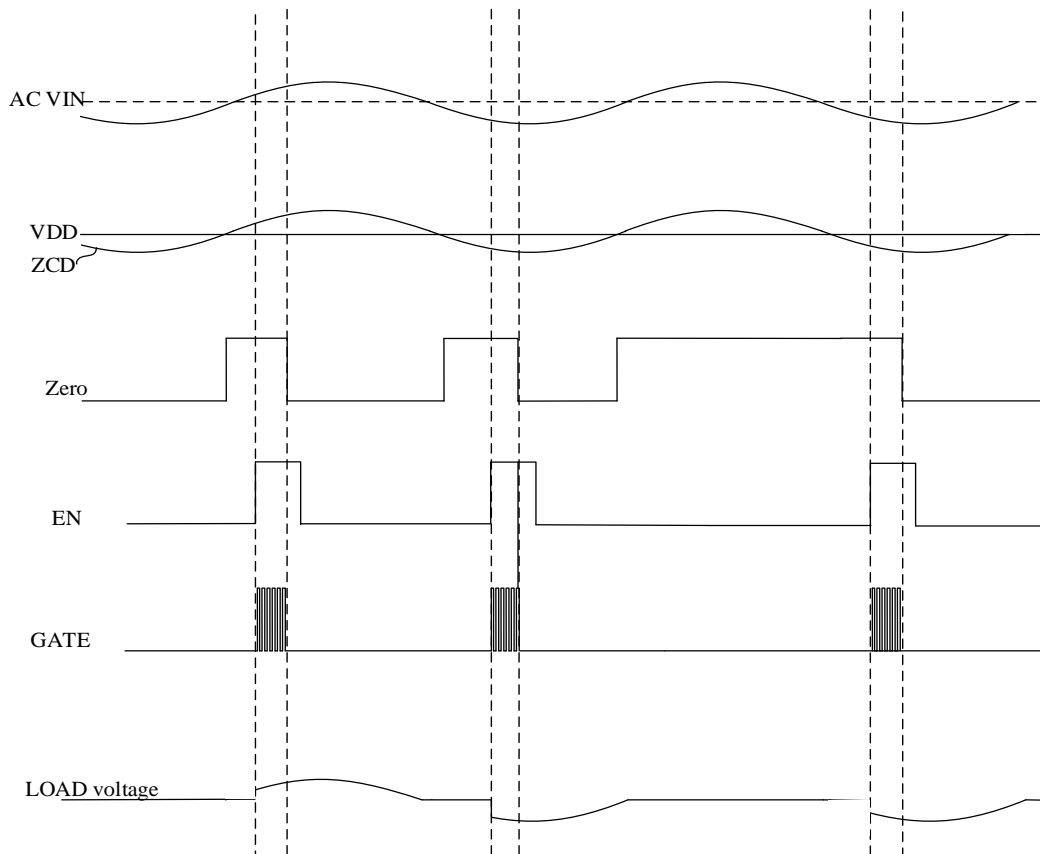 AC VIN
VDD
ZCD
Zero
EN
GATE
LOAD voltage